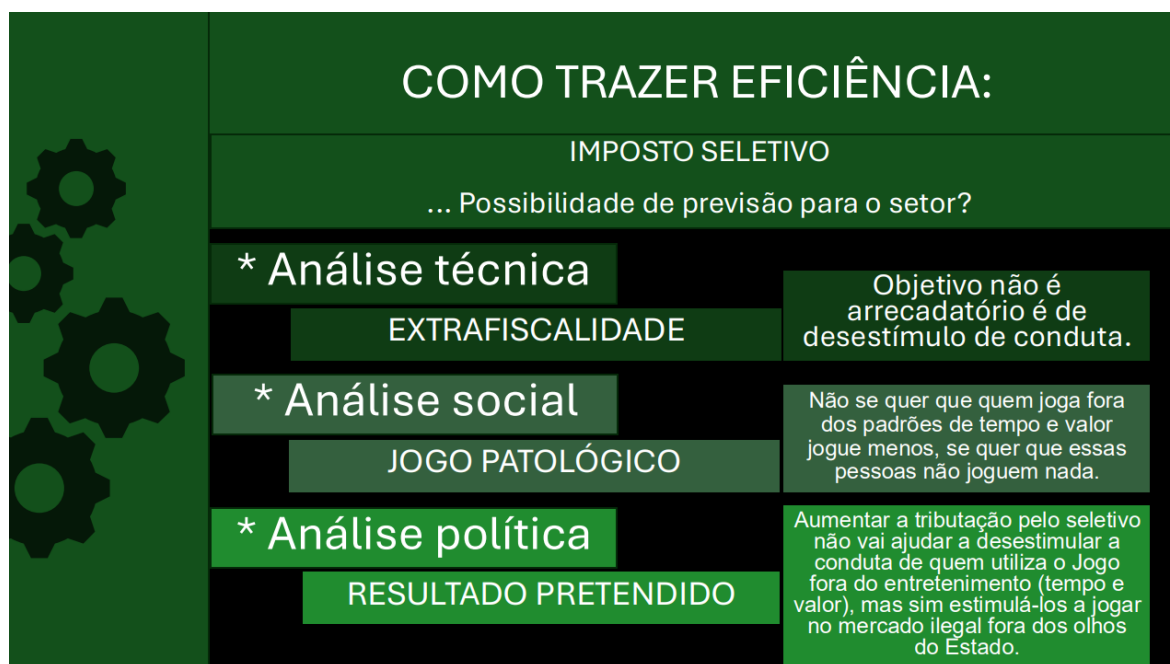 COMO TRAZER EFICIÊNCIA:
IMPOSTO SELETIVO
... Possibilidade de previsão para o setor?
* Análise técnica
EXTRAFISCALIDADE
Objetivo não é
arrecadatório é de
desestímulo de conduta.
* Análise social
JOGO PATOLÓGICO
Não se quer que quem joga fora
dos padrões de tempo e valor
jogue menos, se quer que essas
pessoas não joguem nada.
* Análise política
RESULTADO PRETENDIDO
Aumentar a tributação pelo seletivo
não vai ajudar a desestimular a
conduta de quem utiliza o Jogo
fora do entretenimento (tempo e
valor), mas sim estimulá-los a jogar
no mercado ilegal fora dos olhos
do Estado.